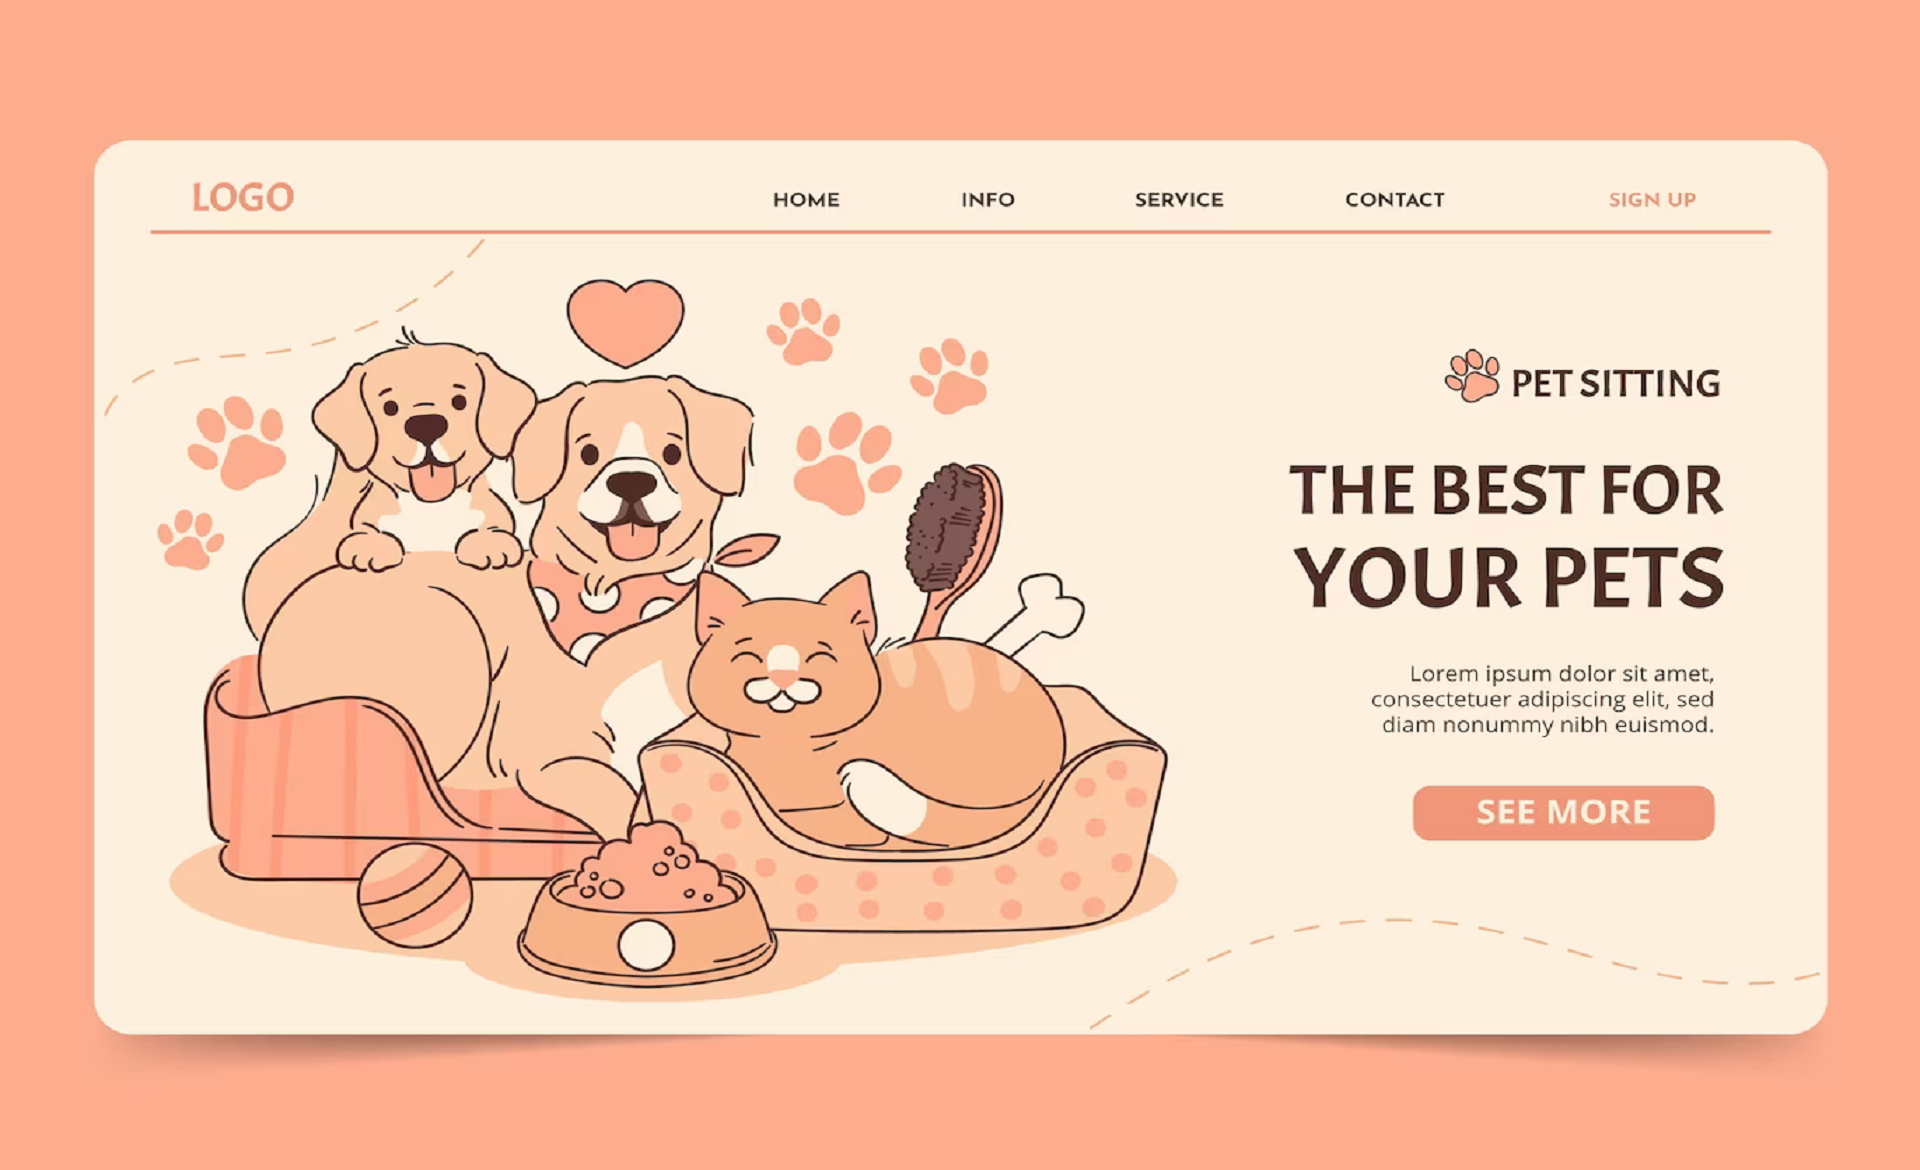 LOGO
HOME INFO SERVICE CONTACT SIGN UP
PET SITTING
THE BEST FOR
YOUR PETS
Lorem ipsum dolor sit amet,
consectetuer adipiscing elit, sed
diam nonummy nibh euismod.
SEE MORE